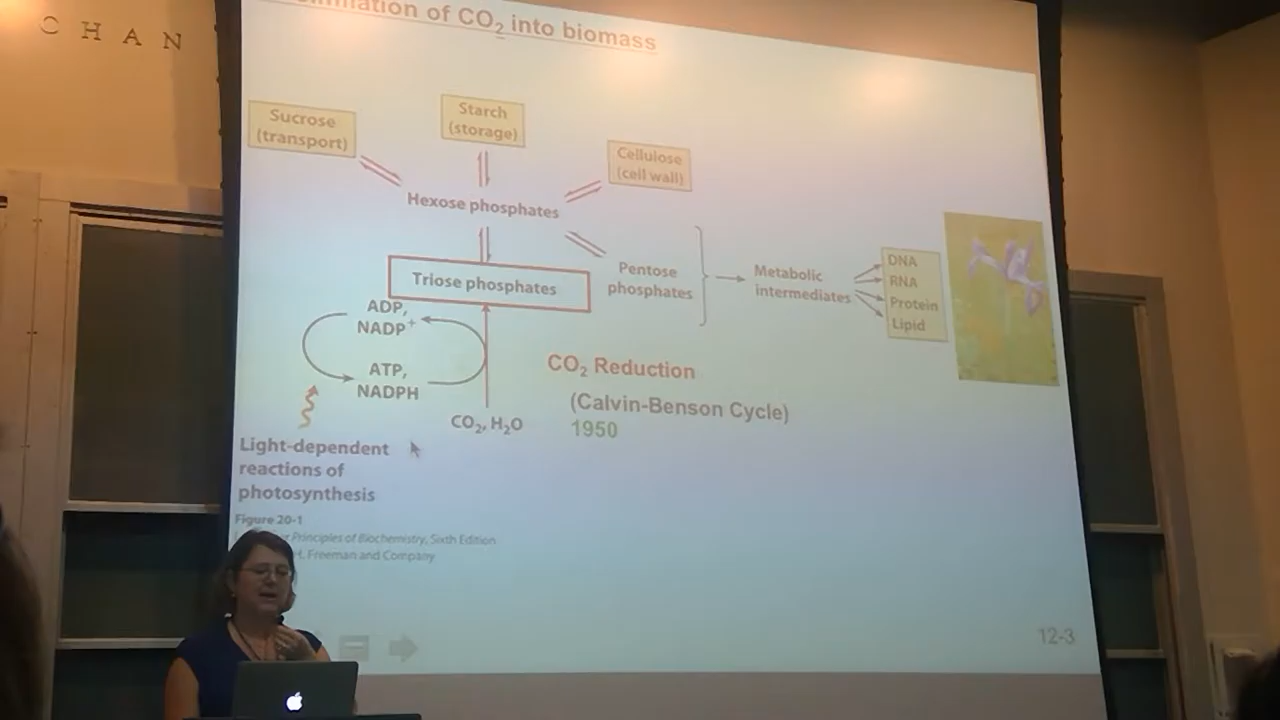 CHAN
of CO₂ into biomass
Sucrose
(transport)
Starch
(storage)
Cellulose
(cell wall)
Hexose phosphates
Triose phosphates
Pentose
phosphates
Metabolic
intermediates
DNA
RNA
Protein
Lipid
ADP,
NADP⁺
ATP,
NADPH
CO₂, H₂O
CO₂ Reduction
(Calvin-Benson Cycle)
1950
Light-dependent
reactions of
photosynthesis
Figure 20-1
Principles of Biochemistry, Sixth Edition
Freeman and Company
12-3